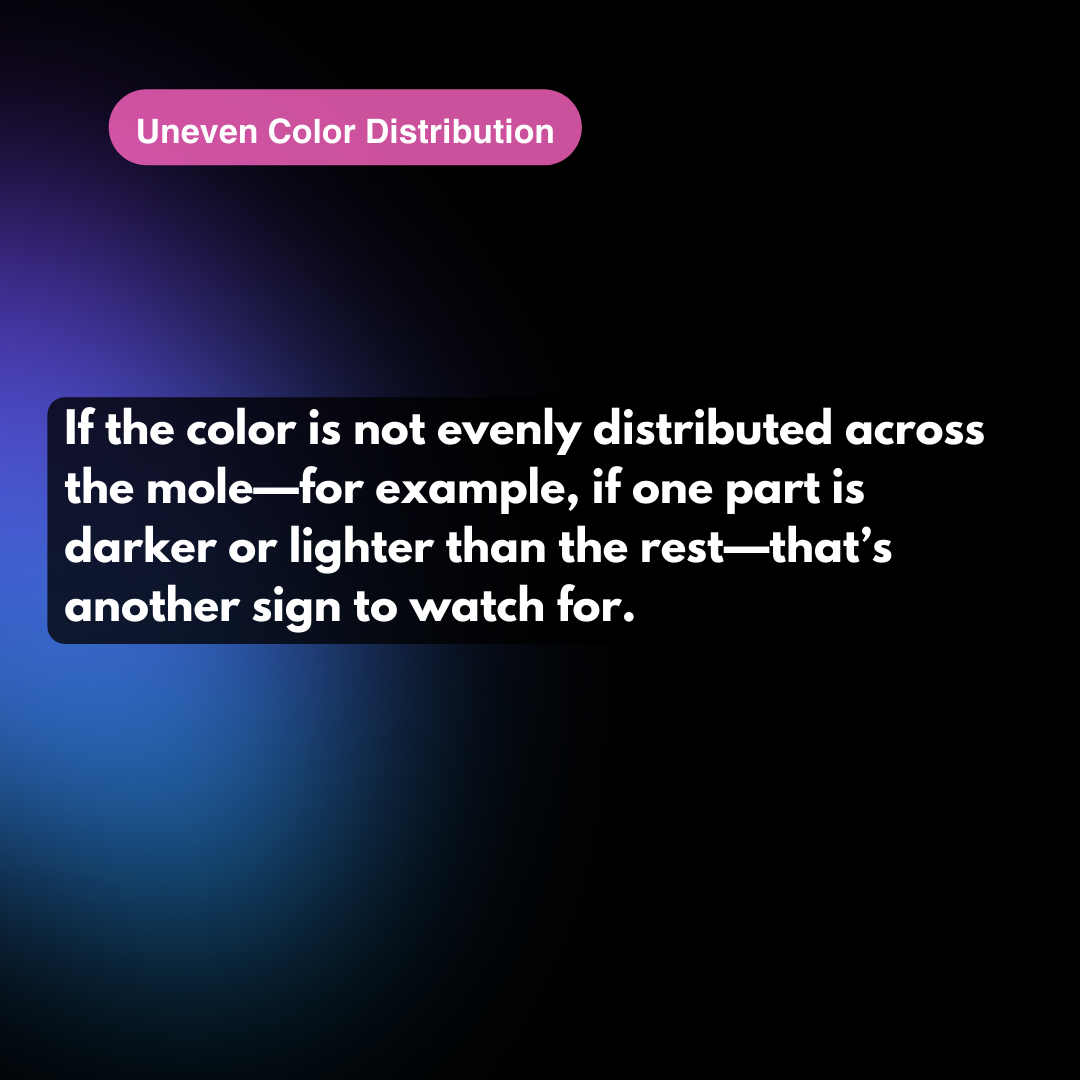 Uneven Color Distribution
If the color is not evenly distributed across
the mole—for example, if one part is
darker or lighter than the rest—that’s
another sign to watch for.